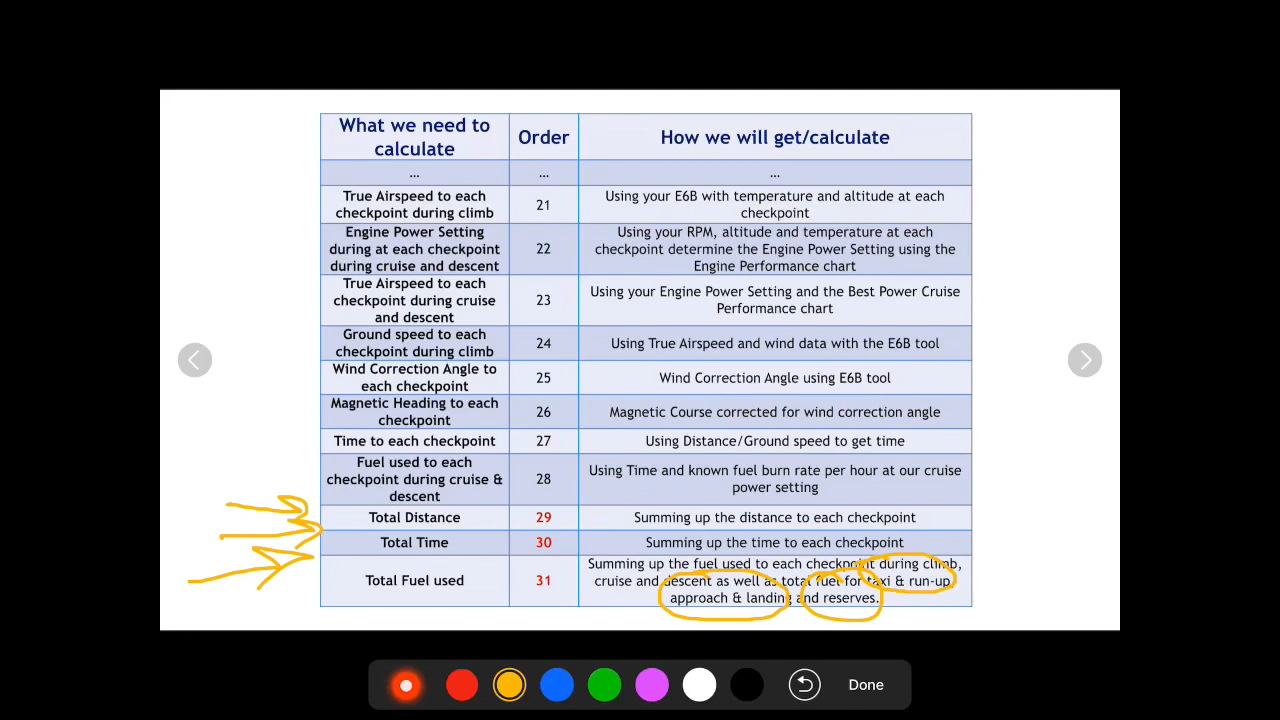 What we need to
calculate
Order
How we will get/calculate
...
...
...
True Airspeed to each
checkpoint during climb
21
Using your E6B with temperature and altitude at each
checkpoint
Engine Power Setting
during at each checkpoint
during cruise and descent
22
Using your RPM, altitude and temperature at each
checkpoint determine the Engine Power Setting using the
Engine Performance chart
True Airspeed to each
checkpoint during cruise
and descent
23
Using your Engine Power Setting and the Best Power Cruise
Performance chart
Ground speed to each
checkpoint during climb
24
Using True Airspeed and wind data with the E6B tool
Wind Correction Angle to
each checkpoint
25
Wind Correction Angle using E6B tool
Magnetic Heading to each
checkpoint
26
Magnetic Course corrected for wind correction angle
Time to each checkpoint
27
Using Distance/Ground speed to get time
Fuel used to each
checkpoint during cruise &
descent
28
Using Time and known fuel burn rate per hour at our cruise
power setting
Total Distance
29
Summing up the distance to each checkpoint
Total Time
30
Summing up the time to each checkpoint
Total Fuel used
31
Summing up the fuel used to each checkpoint during climb,
cruise and descent as well as total fuel for taxi & run-up
approach & landing and reserves.
Done